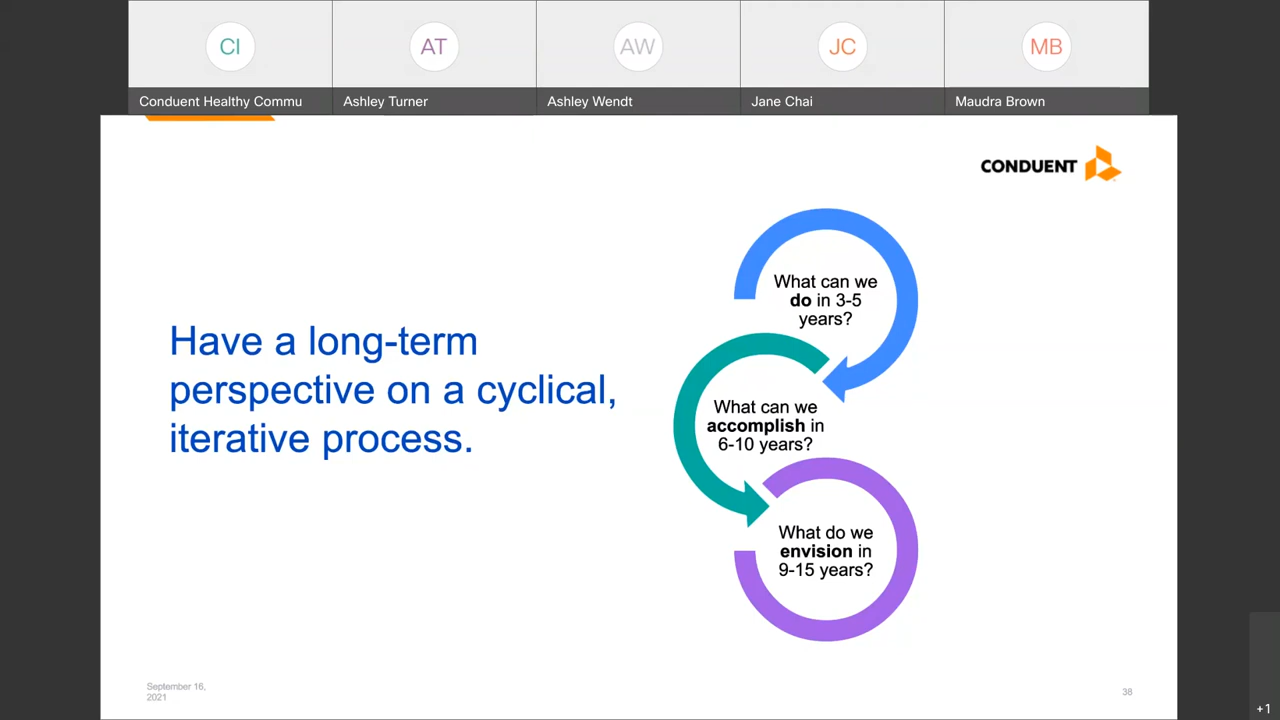 CI
AT
AW
JC
MB
Conduent Healthy Commu
Ashley Turner
Ashley Wendt
Jane Chai
Maudra Brown
CONDUENT
Have a long-term
perspective on a cyclical,
iterative process.
What can we
do in 3-5
years?
What can we
accomplish in
6-10 years?
What do we
envision in
9-15 years?
September 16,
2021
38
+1